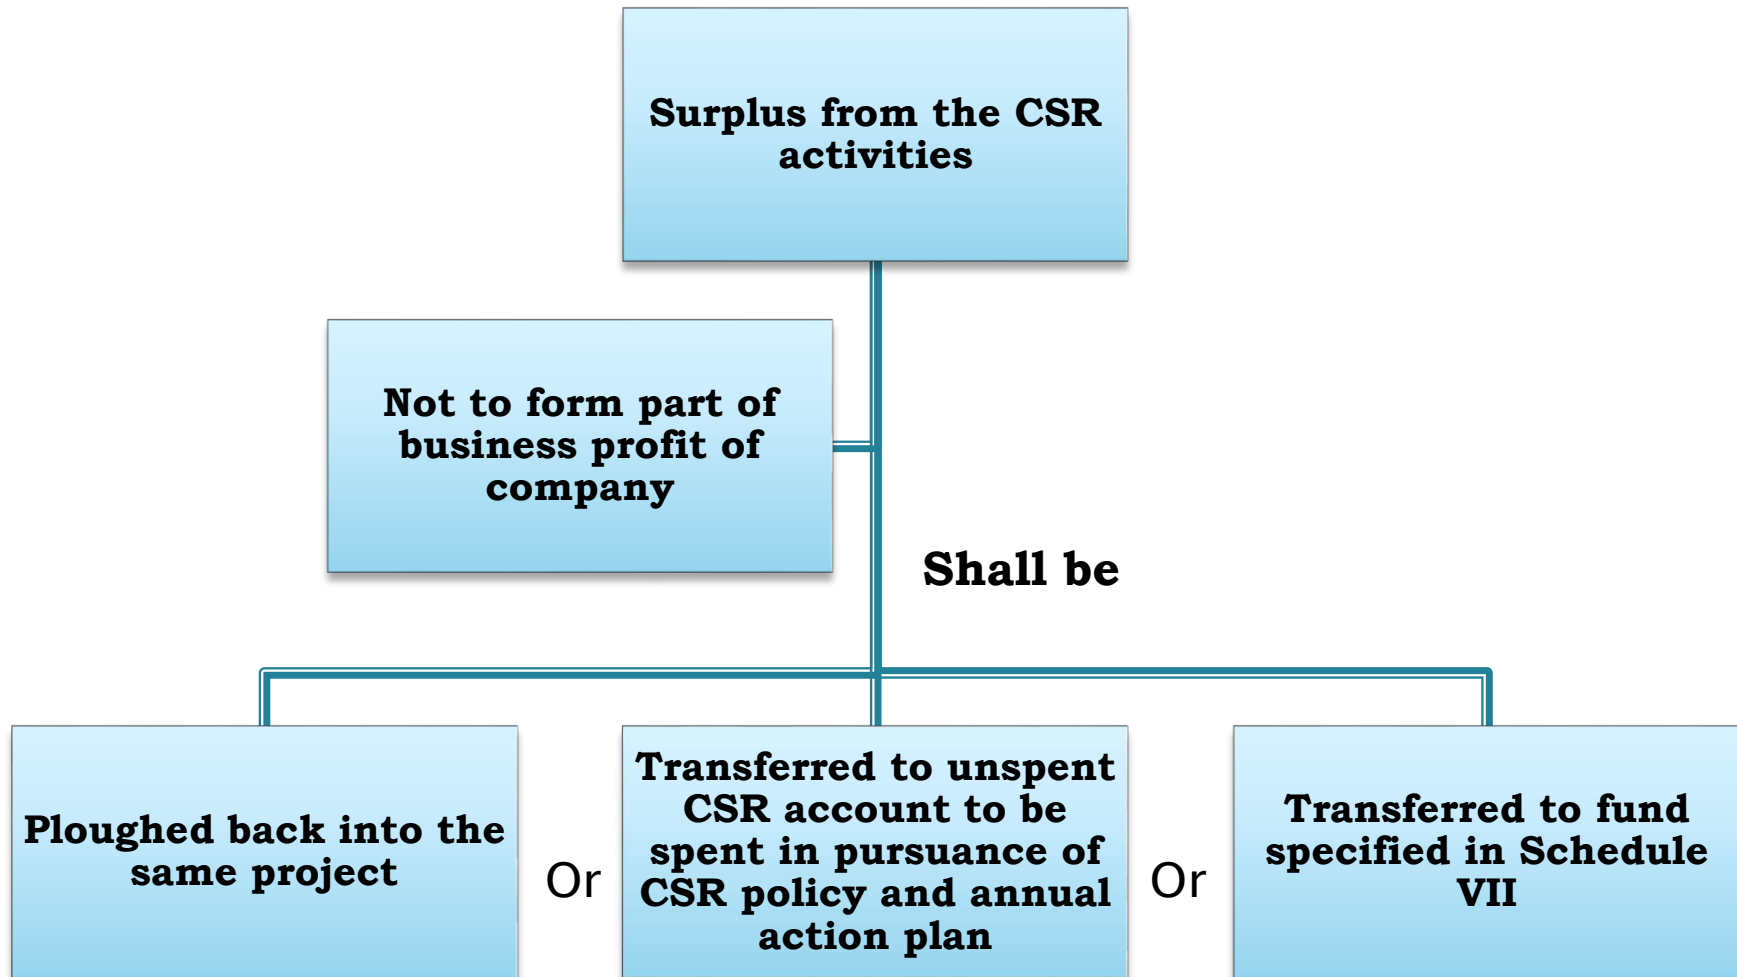 Surplus from the CSR
activities
Not to form part of
business profit of
company
Shall be
Ploughed back into the
same project
Or
Transferred to unspent
CSR account to be
spent in pursuance of
CSR policy and annual
action plan
Or
Transferred to fund
specified in Schedule
VII